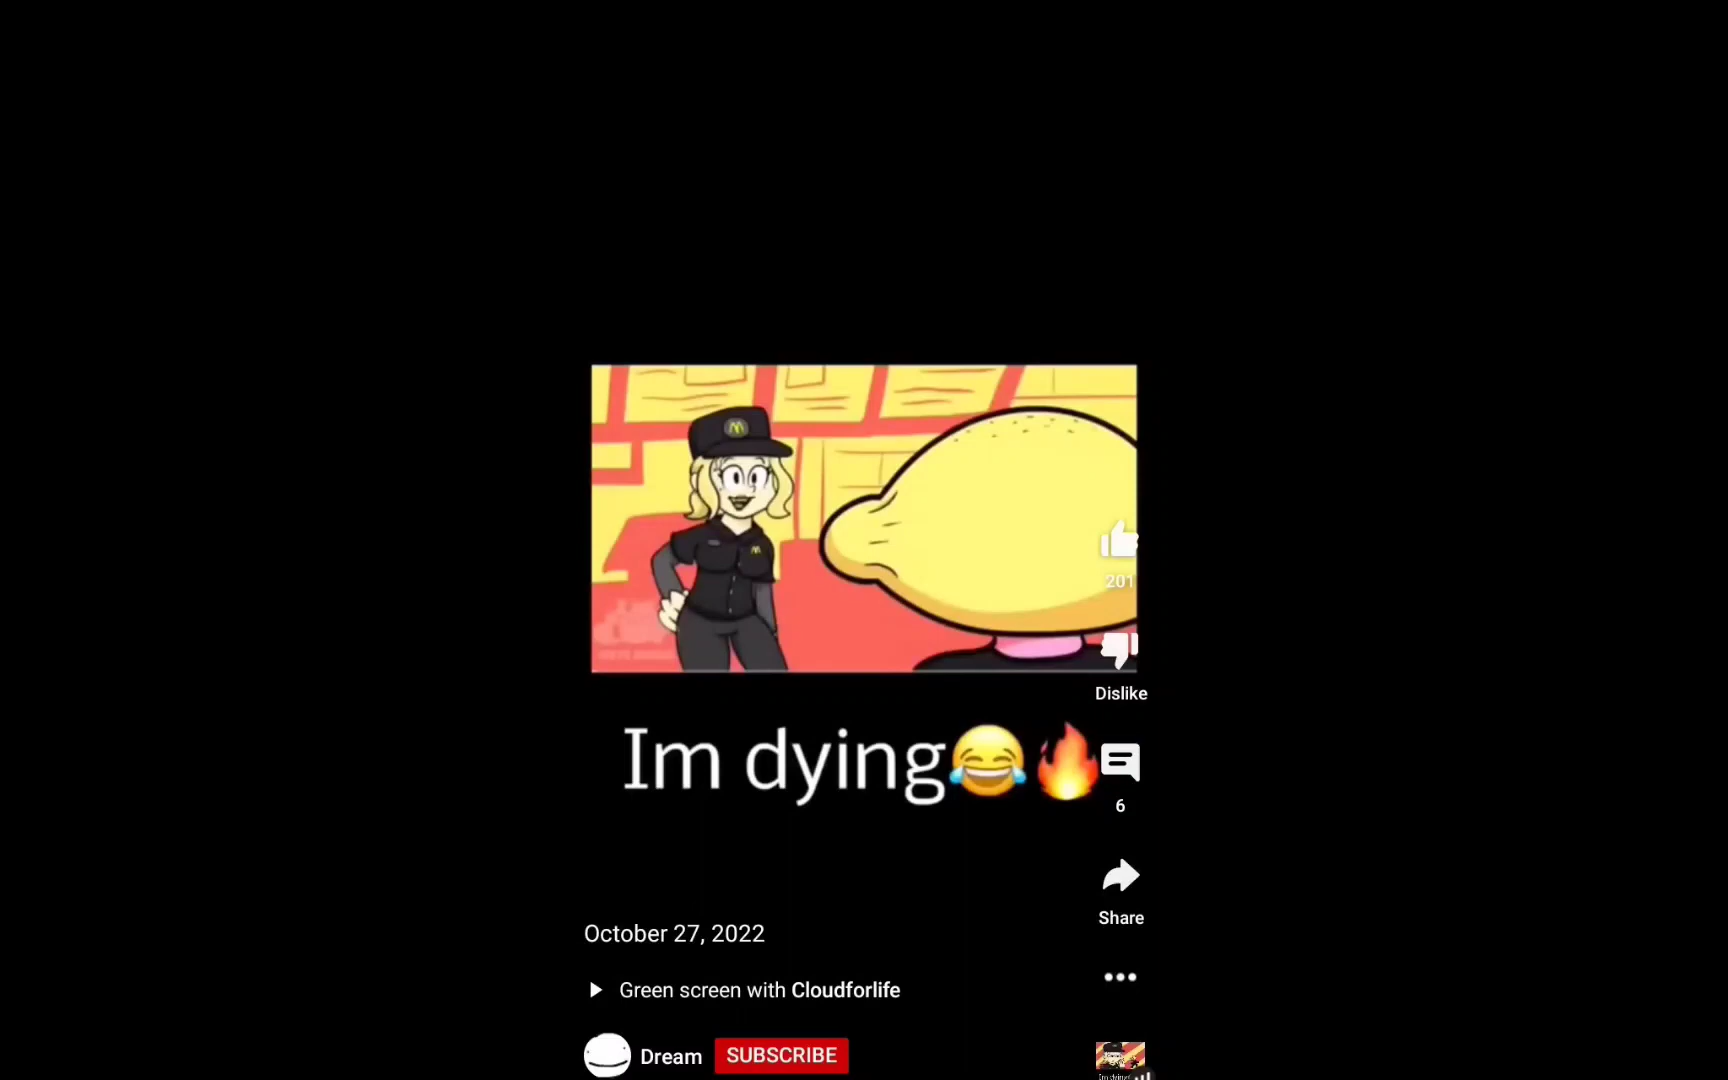 201
Dislike
Im dying😂🔥
6
Share
October 27, 2022
Green screen with Cloudforlife
Dream
SUBSCRIBE